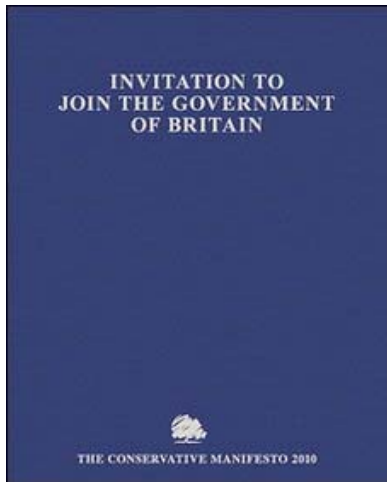 INVITATION TO
JOIN THE GOVERNMENT
OF BRITAIN
THE CONSERVATIVE MANIFESTO 2010